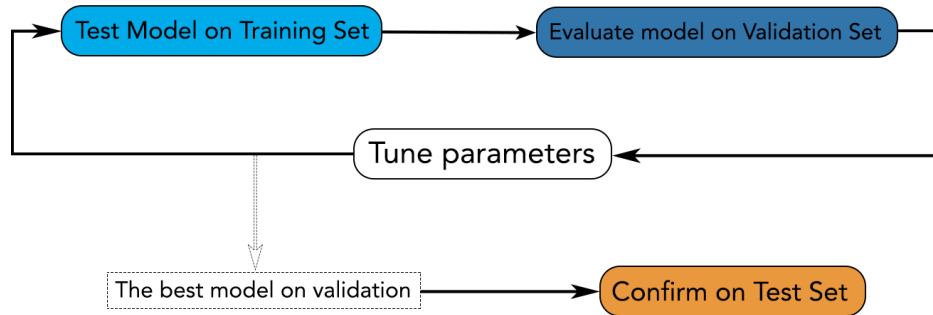 Test Model on Training Set
Evaluate model on Validation Set
Tune parameters
The best model on validation
Confirm on Test Set